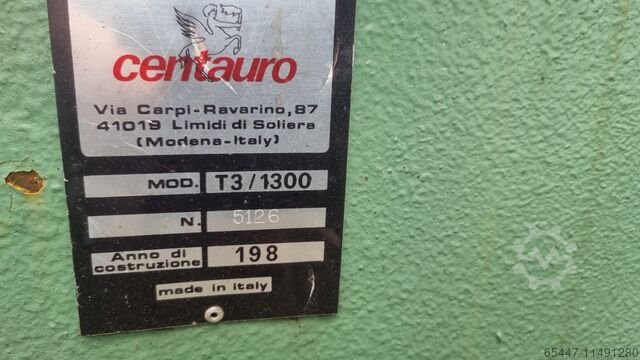 centauro
Via Carpi-Ravarino,87
41019 Limidi di Soliera
(Modena-Italy)
MOD. T3/1300
N. 5126
Anno di
costruzione 198
made in italy
65447-11491280